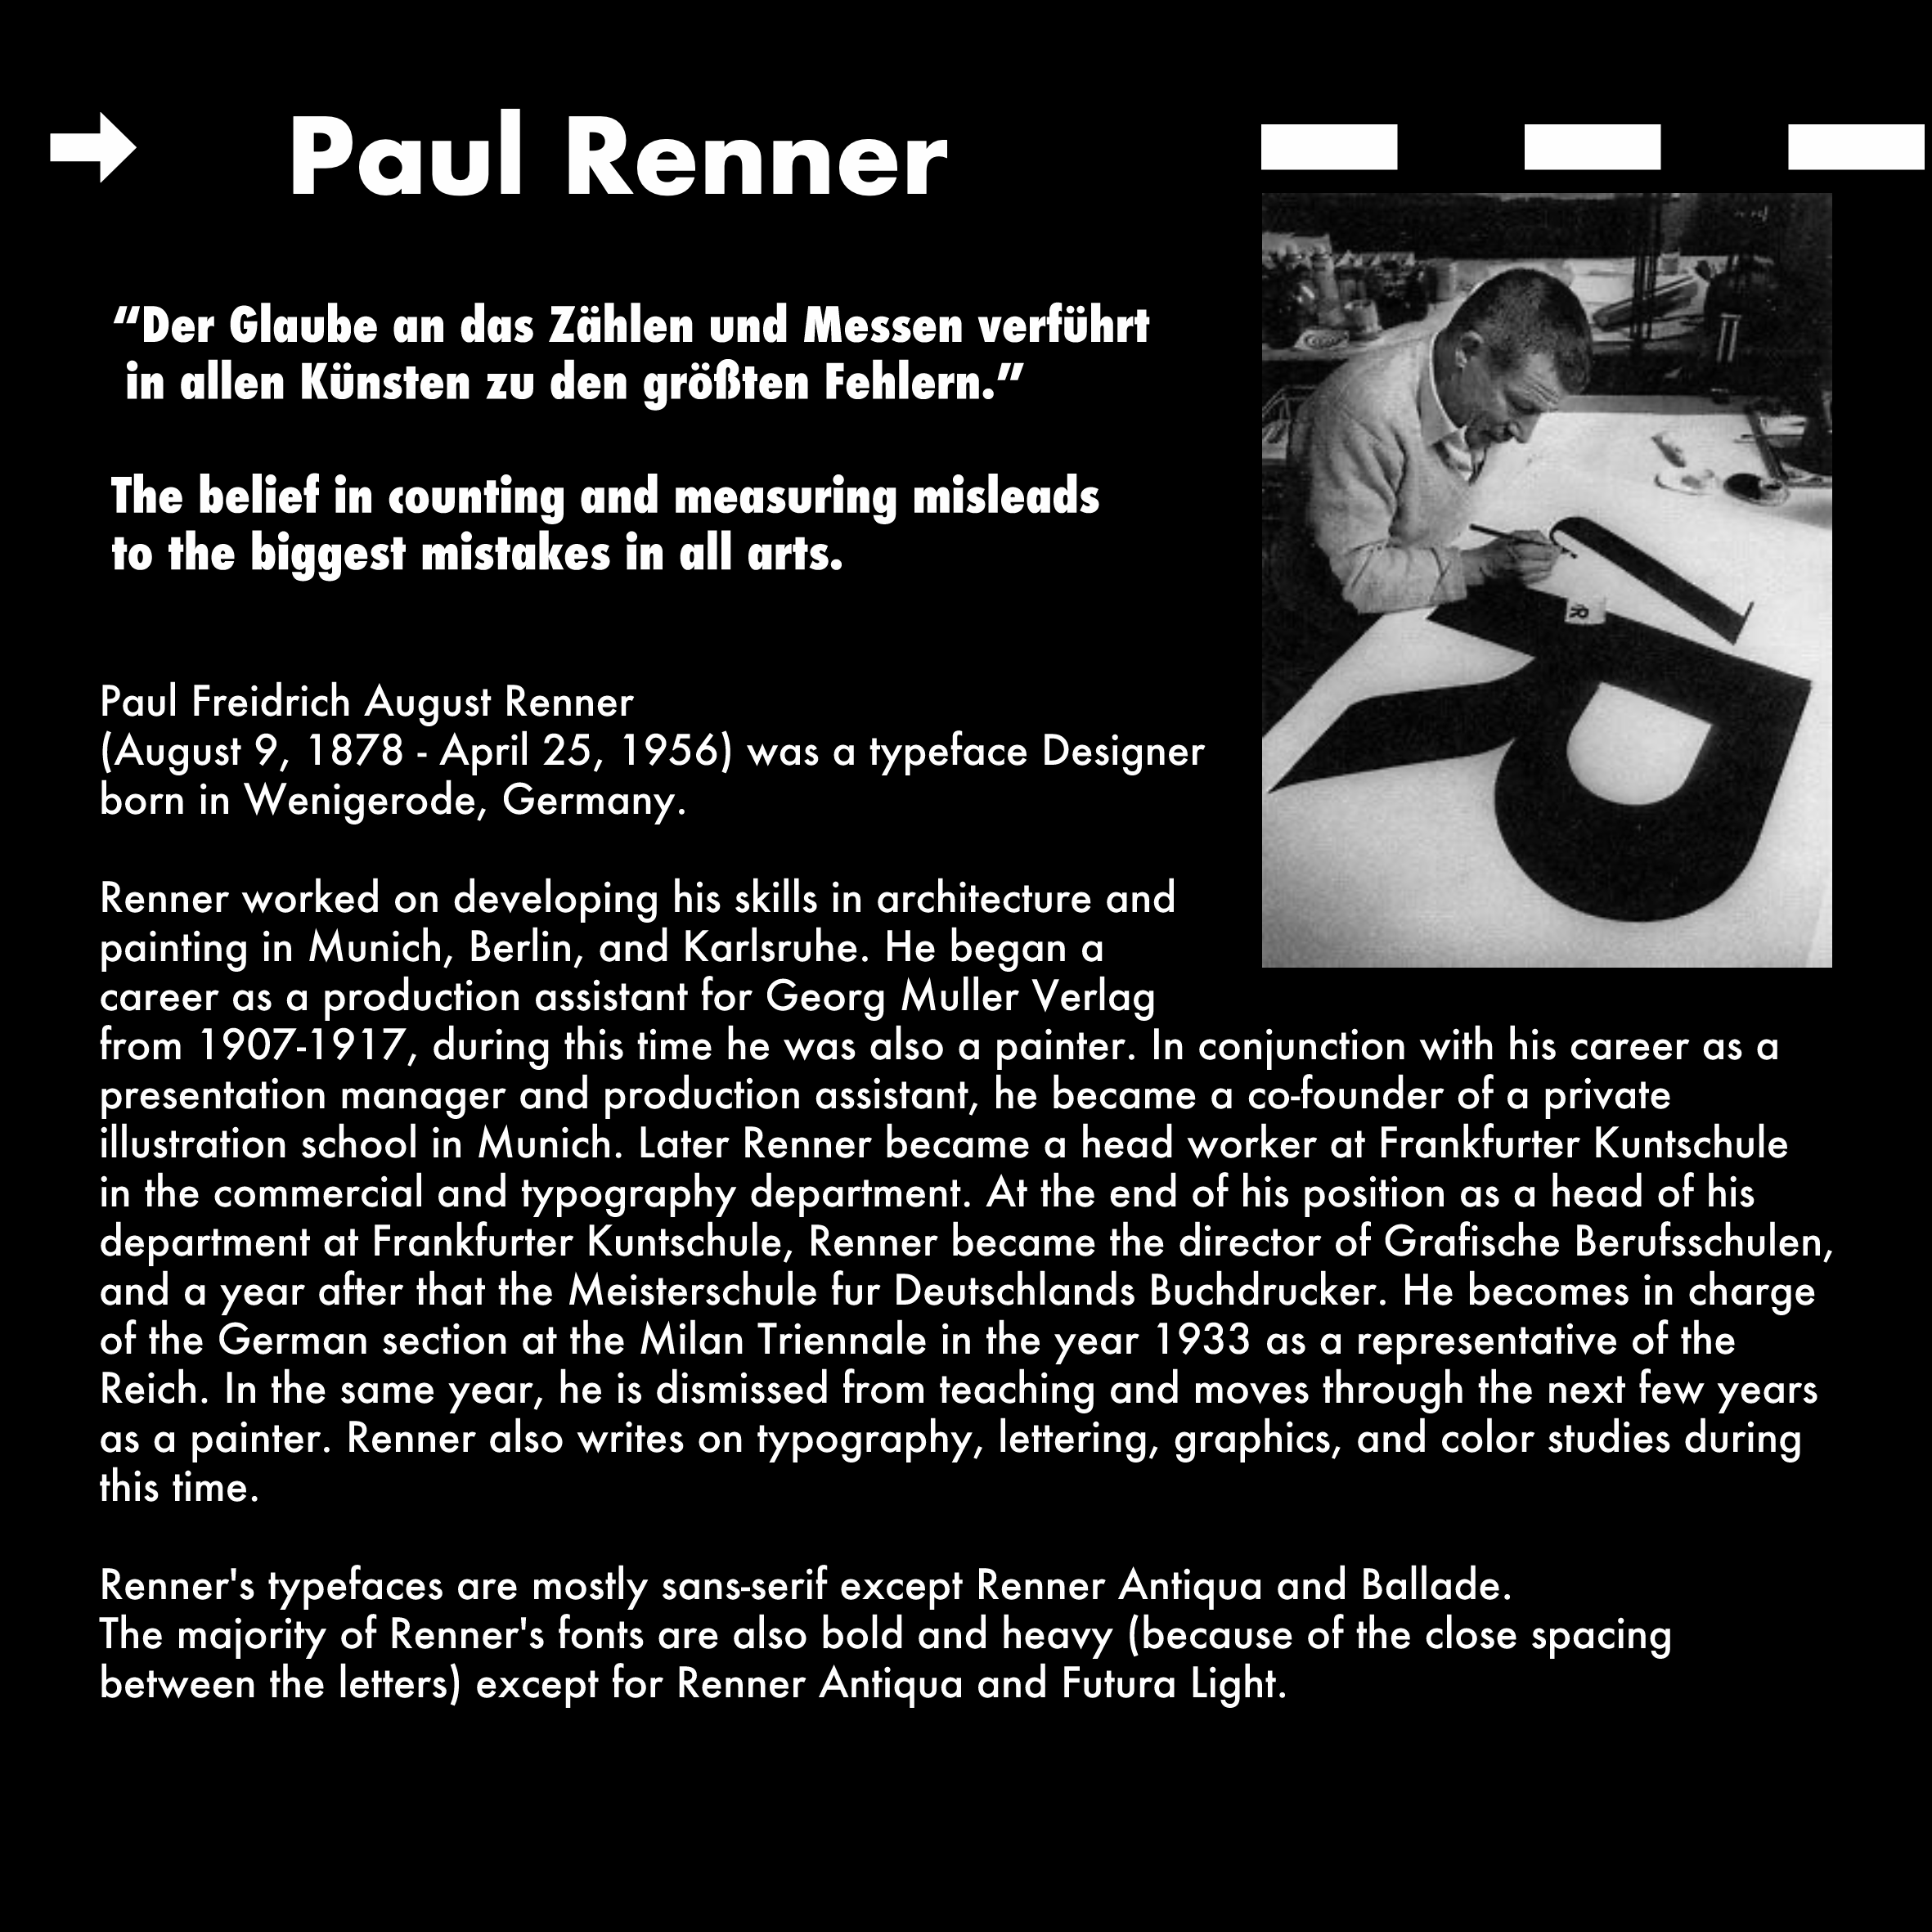 Paul Renner
“Der Glaube an das Zählen und Messen verführt
in allen Künsten zu den größten Fehlern.”
The belief in counting and measuring misleads
to the biggest mistakes in all arts.
Paul Freidrich August Renner
(August 9, 1878 - April 25, 1956) was a typeface Designer
born in Wenigerode, Germany.
Renner worked on developing his skills in architecture and
painting in Munich, Berlin, and Karlsruhe. He began a
career as a production assistant for Georg Muller Verlag
from 1907-1917, during this time he was also a painter. In conjunction with his career as a
presentation manager and production assistant, he became a co-founder of a private
illustration school in Munich. Later Renner became a head worker at Frankfurter Kuntschule
in the commercial and typography department. At the end of his position as a head of his
department at Frankfurter Kuntschule, Renner became the director of Grafische Berufsschulen,
and a year after that the Meisterschule fur Deutschlands Buchdrucker. He becomes in charge
of the German section at the Milan Triennale in the year 1933 as a representative of the
Reich. In the same year, he is dismissed from teaching and moves through the next few years
as a painter. Renner also writes on typography, lettering, graphics, and color studies during
this time.
Renner's typefaces are mostly sans-serif except Renner Antiqua and Ballade.
The majority of Renner's fonts are also bold and heavy (because of the close spacing
between the letters) except for Renner Antiqua and Futura Light.